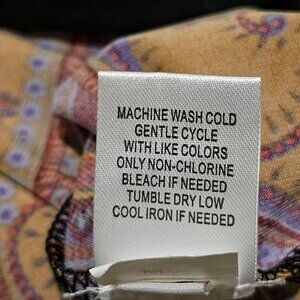 MACHINE WASH COLD
GENTLE CYCLE
WITH LIKE COLORS
ONLY NON-CHLORINE
BLEACH IF NEEDED
TUMBLE DRY LOW
COOL IRON IF NEEDED